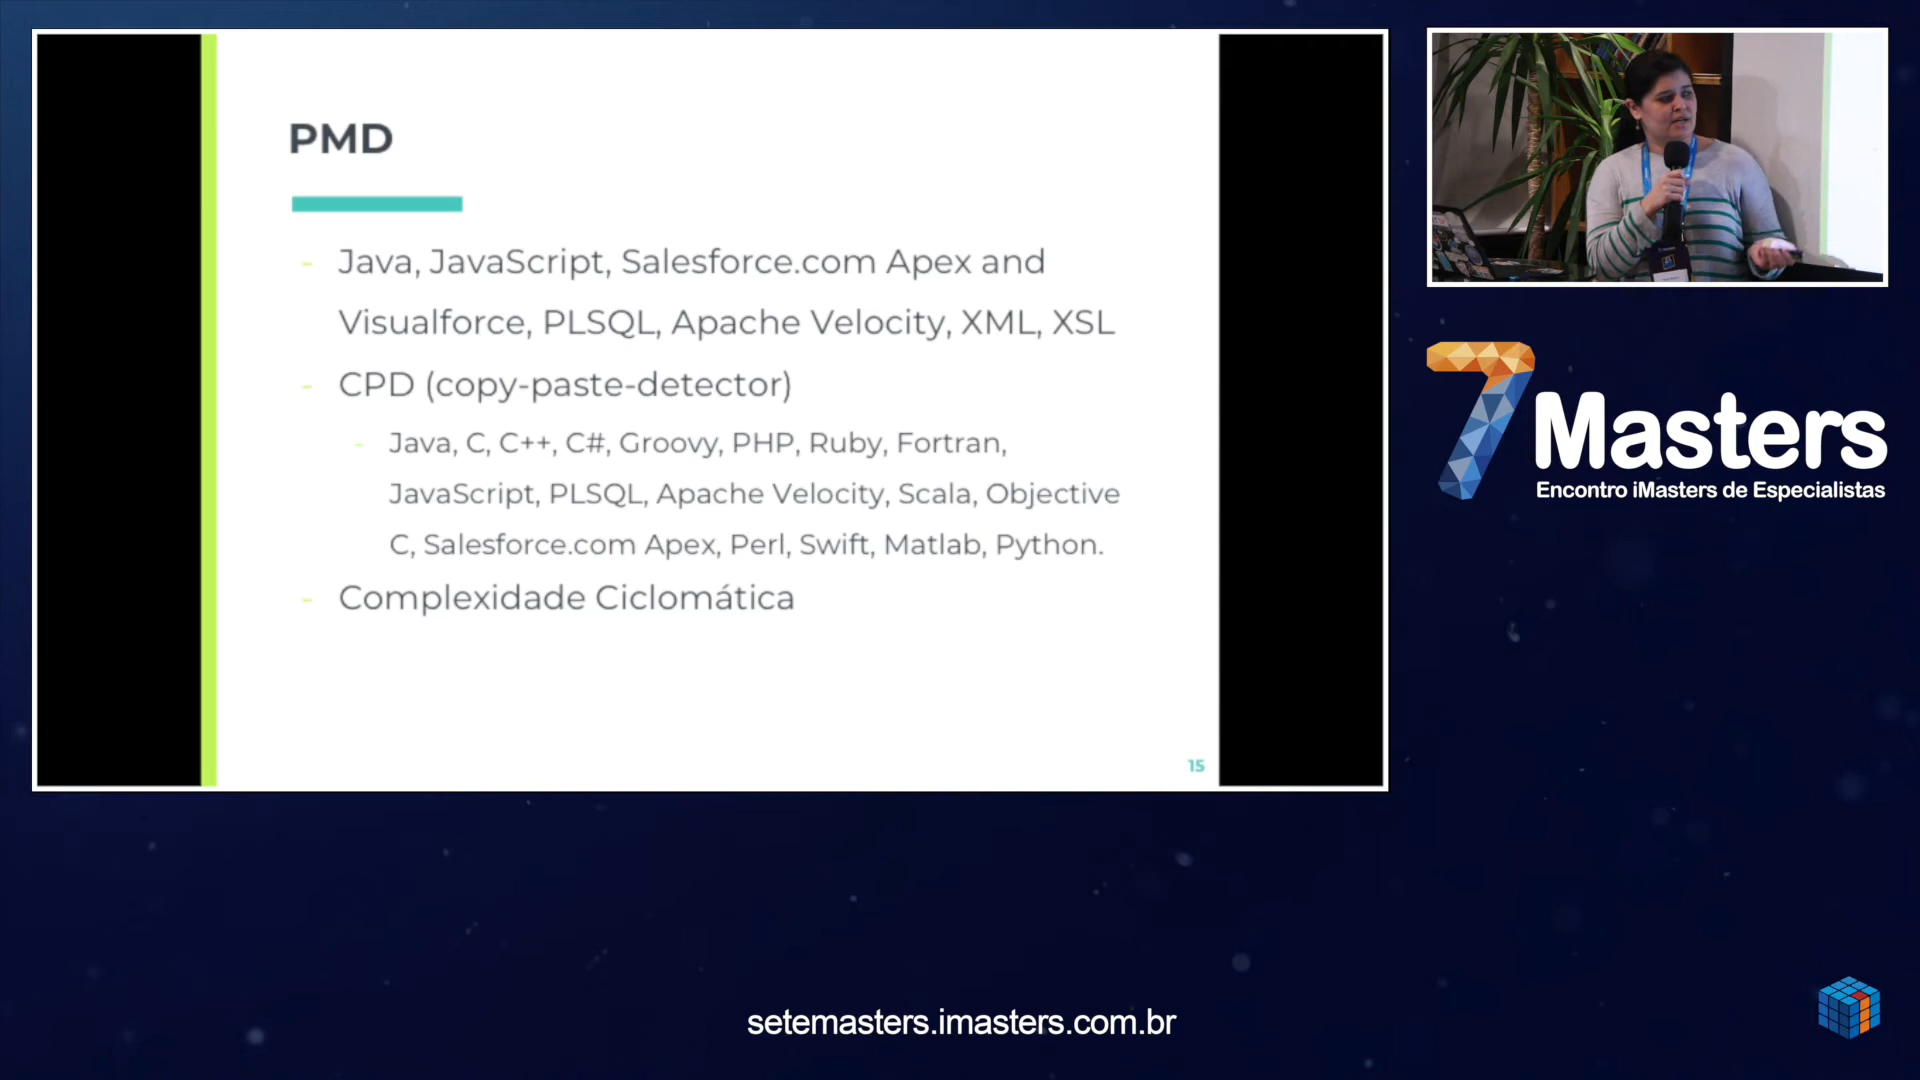 PMD
- Java, JavaScript, Salesforce.com Apex and
Visualforce, PLSQL, Apache Velocity, XML, XSL
- CPD (copy-paste-detector)
- Java, C, C++, C#, Groovy, PHP, Ruby, Fortran,
JavaScript, PLSQL, Apache Velocity, Scala, Objective
C, Salesforce.com Apex, Perl, Swift, Matlab, Python.
- Complexidade Ciclomática
15
7Masters
Encontro iMasters de Especialistas
setemasters.imasters.com.br